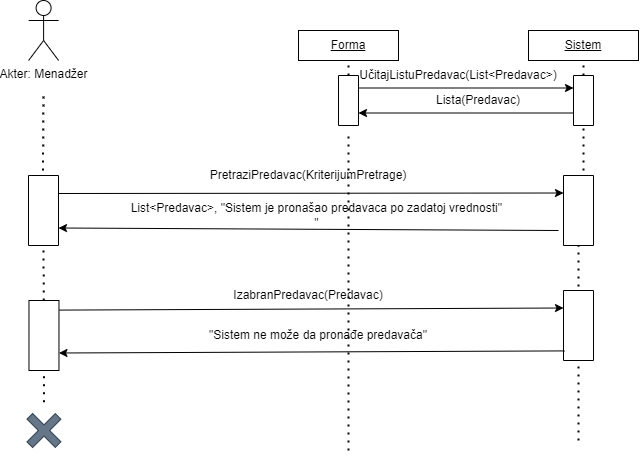 Forma
Sistem
Akter: Menadžer
UčitajListuPredavac(List<Predavac>)
Lista(Predavac)
PretraziPredavac(KriterijumPretrage)
List<Predavac>, "Sistem je pronašao predavaca po zadatoj vrednosti"
"
IzabranPredavac(Predavac)
"Sistem ne može da pronađe predavača"